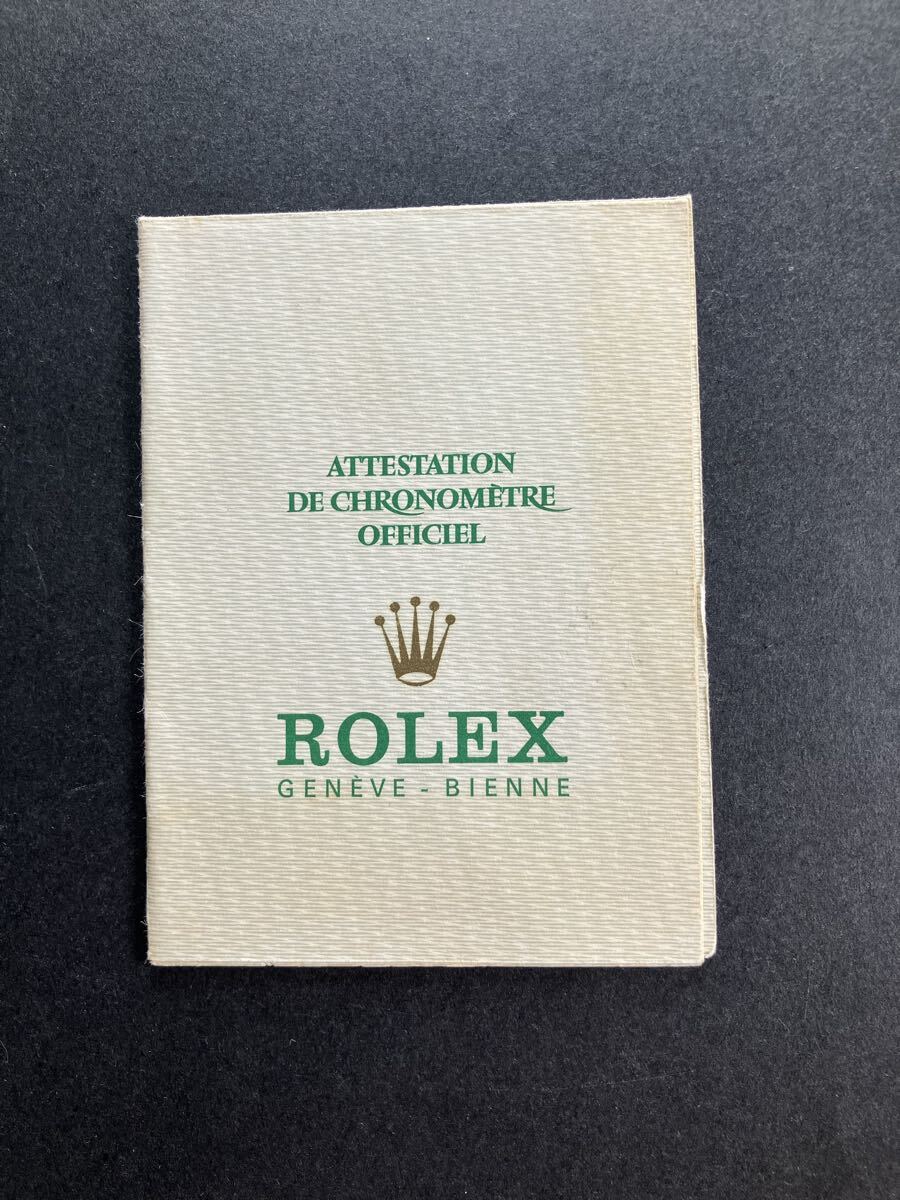 ATTESTATION
DE CHRONOMÈTRE
OFFICIEL
ROLEX
GENÈVE - BIENNE